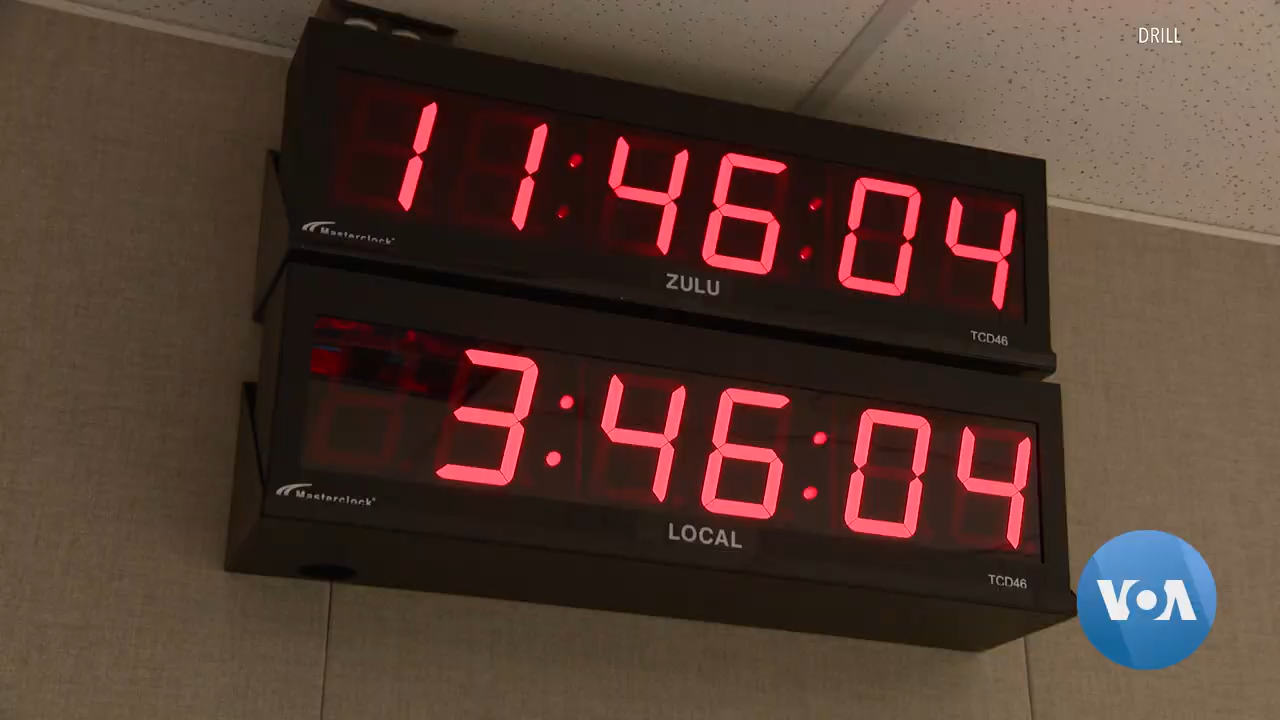 DRILL
11:46:04
Masterclock
ZULU
TCD46
3:46:04
Masterclock
LOCAL
TCD46
VOA